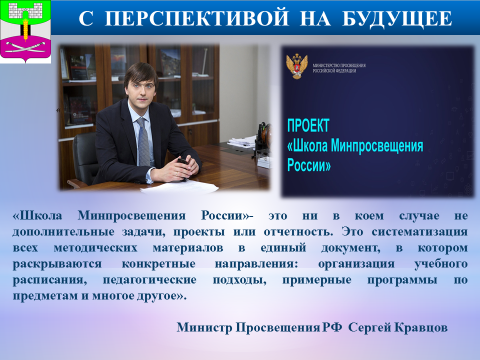 С ПЕРСПЕКТИВОЙ НА БУДУЩЕЕ
МИНИСТЕРСТВО ПРОСВЕЩЕНИЯ
РОССИЙСКОЙ ФЕДЕРАЦИИ
ПРОЕКТ
«Школа Минпросвещения
России»
«Школа Минпросвещения России»- это ни в коем случае не
дополнительные задачи, проекты или отчетность. Это систематизация
всех методических материалов в единый документ, в котором
раскрываются конкретные направления: организация учебного
расписания, педагогические подходы, примерные программы по
предметам и многое другое».
Министр Просвещения РФ Сергей Кравцов